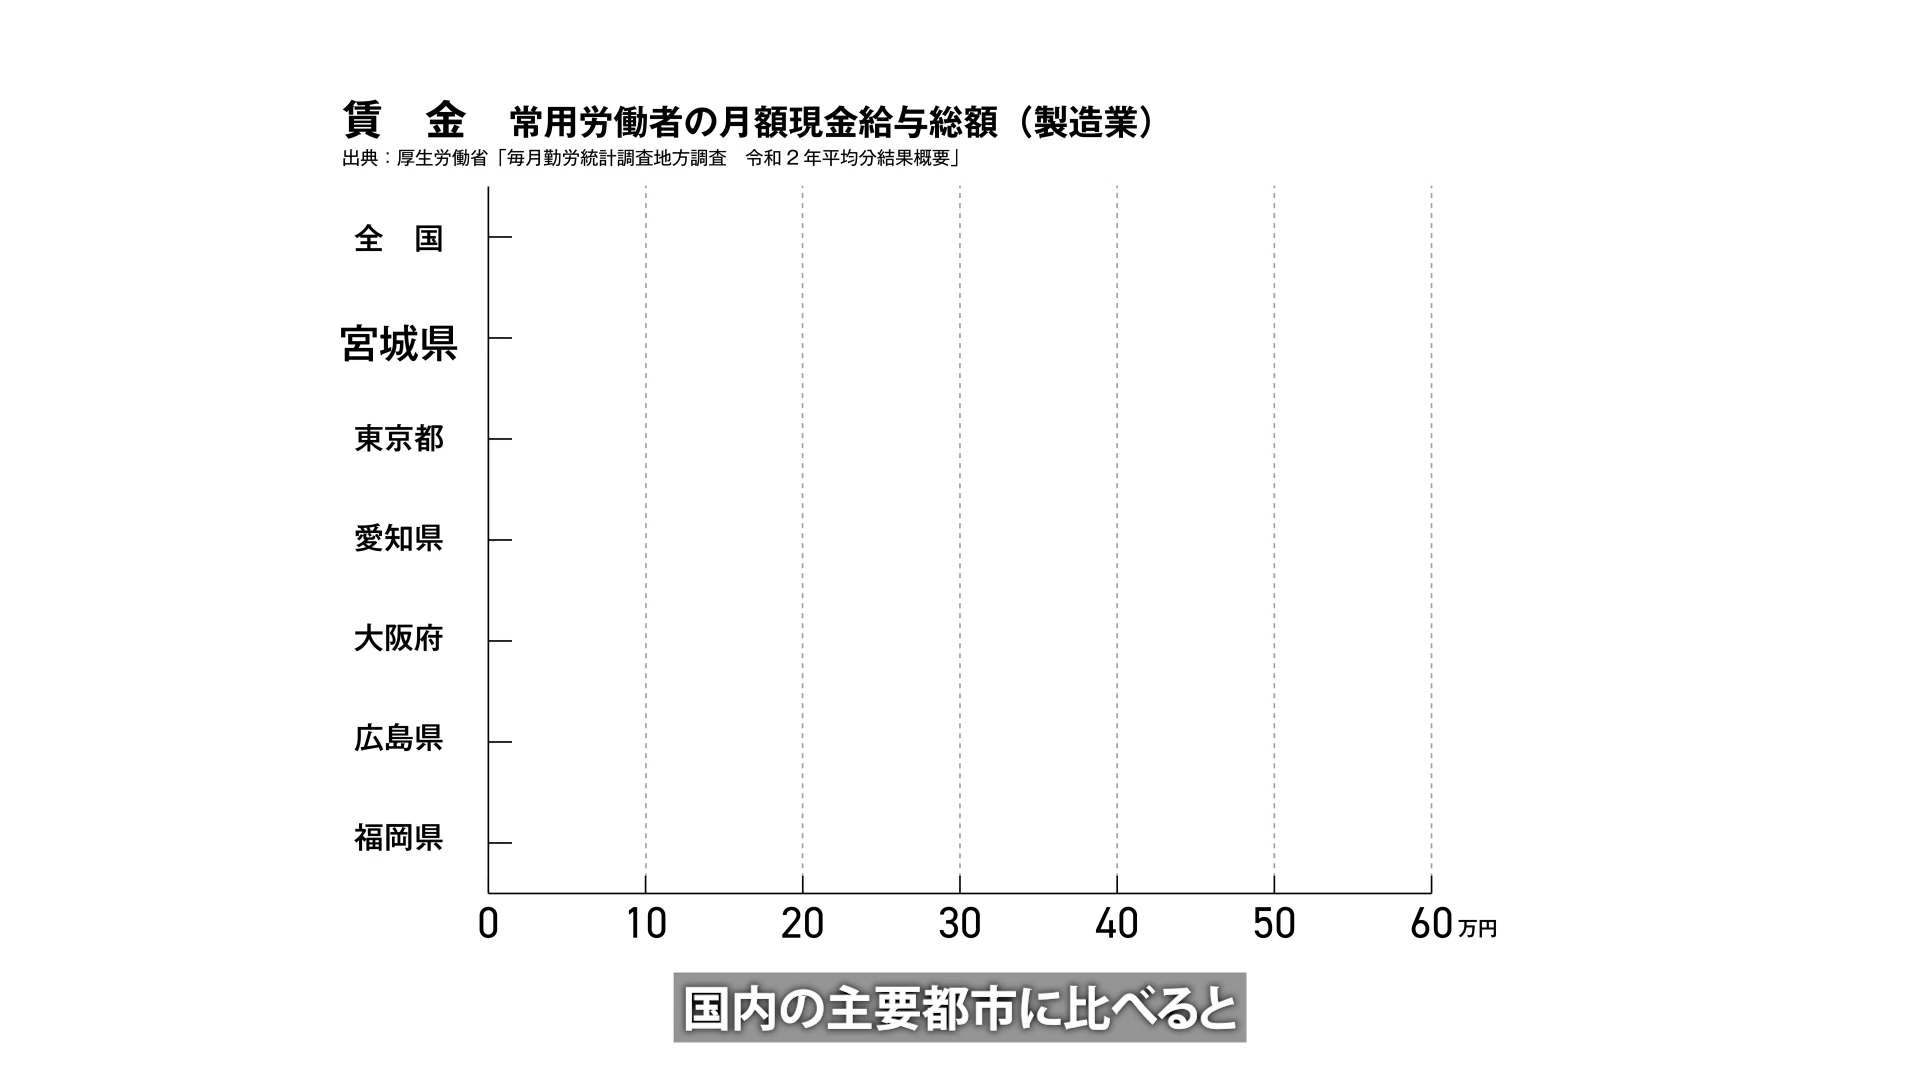 賃　金　常用労働者の月額現金給与総額（製造業）
出典：厚生労働省「毎月勤労統計調査地方調査　令和2年平均分結果概要」
全　国
宮城県
東京都
愛知県
大阪府
広島県
福岡県
0 10 20 30 40 50 60万円
国内の主要都市に比べると